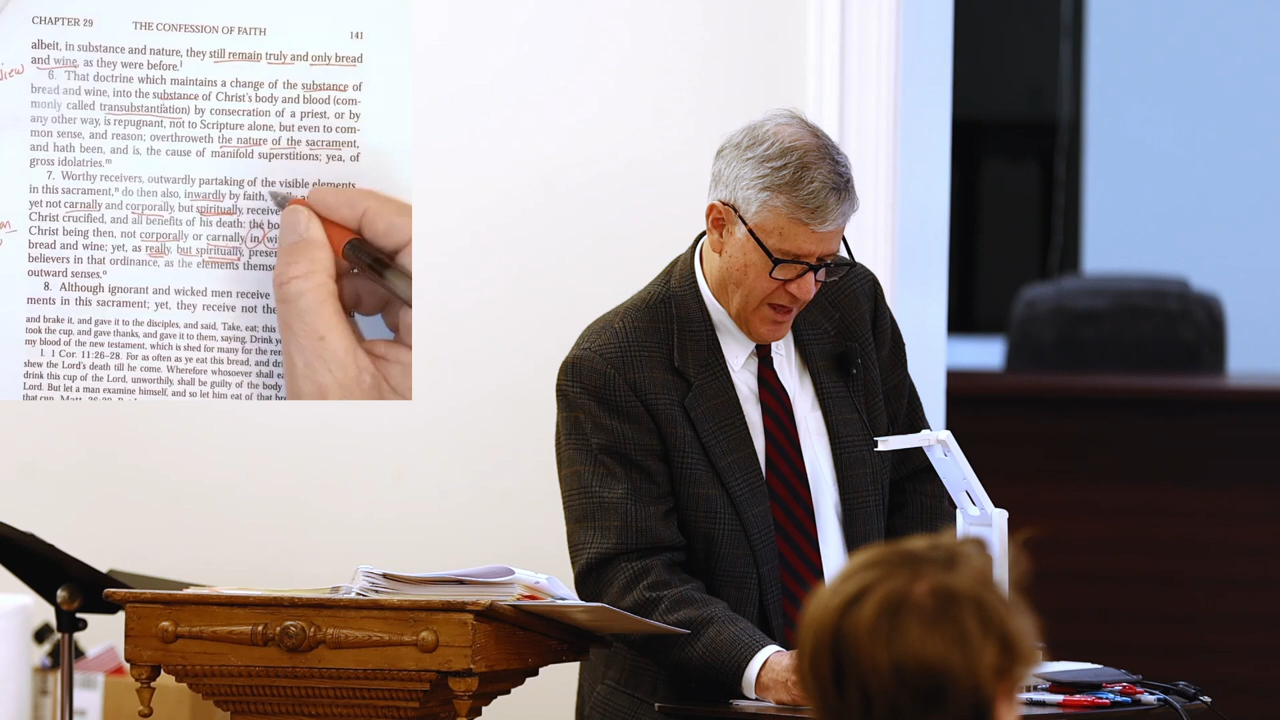 CHAPTER 29 THE CONFESSION OF FAITH 141
albeit, in substance and nature, they still remain truly and only bread
and wine, as they were before.l
view
6. That doctrine which maintains a change of the substance of
bread and wine, into the substance of Christ's body and blood (com-
monly called transubstantiation) by consecration of a priest, or by
any other way, is repugnant, not to Scripture alone, but even to com-
mon sense, and reason; overthroweth the nature of the sacrament,
and hath been, and is, the cause of manifold superstitions; yea, of
gross idolatries.m
7. Worthy receivers, outwardly partaking of the visible elements
in this sacrament,n do then also, inwardly by faith,
yet not carnally and corporally, but spiritually, receive
Christ crucified, and all benefits of his death: the
Christ being then, not corporally or carnally in
bread and wine; yet, as really, but spiritually,
believers in that ordinance, as the elements
outward senses.o
8. Although ignorant and wicked men receive
ments in this sacrament; yet, they receive not the
and brake it, and gave it to the disciples, and said, Take, eat; this
took the cup, and gave thanks, and gave it to them, saying, Drink
my blood of the new testament, which is shed for many for the
l. 1 Cor. 11:26-28. For as often as ye eat this bread, and
shew the Lord's death till he come. Wherefore whosoever shall
drink this cup of the Lord, unworthily, shall be guilty of the body
Lord. But let a man examine himself, and so let him eat of that
that cup.